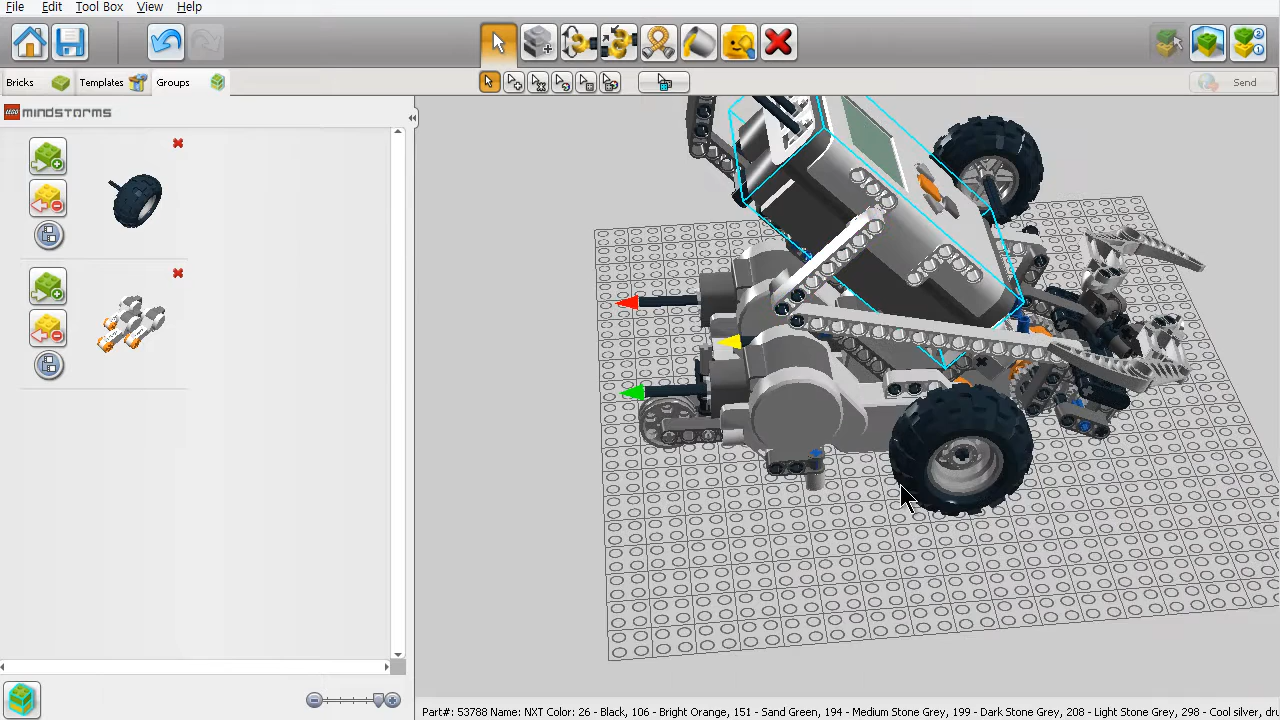 File Edit Tool Box View Help
Bricks Templates Groups Send
mindstorms
Part#: 53788 Name: NXT Color: 26 - Black, 106 - Bright Orange, 151 - Sand Green, 194 - Medium Stone Grey, 199 - Dark Stone Grey, 208 - Light Stone Grey, 298 - Cool silver, dru